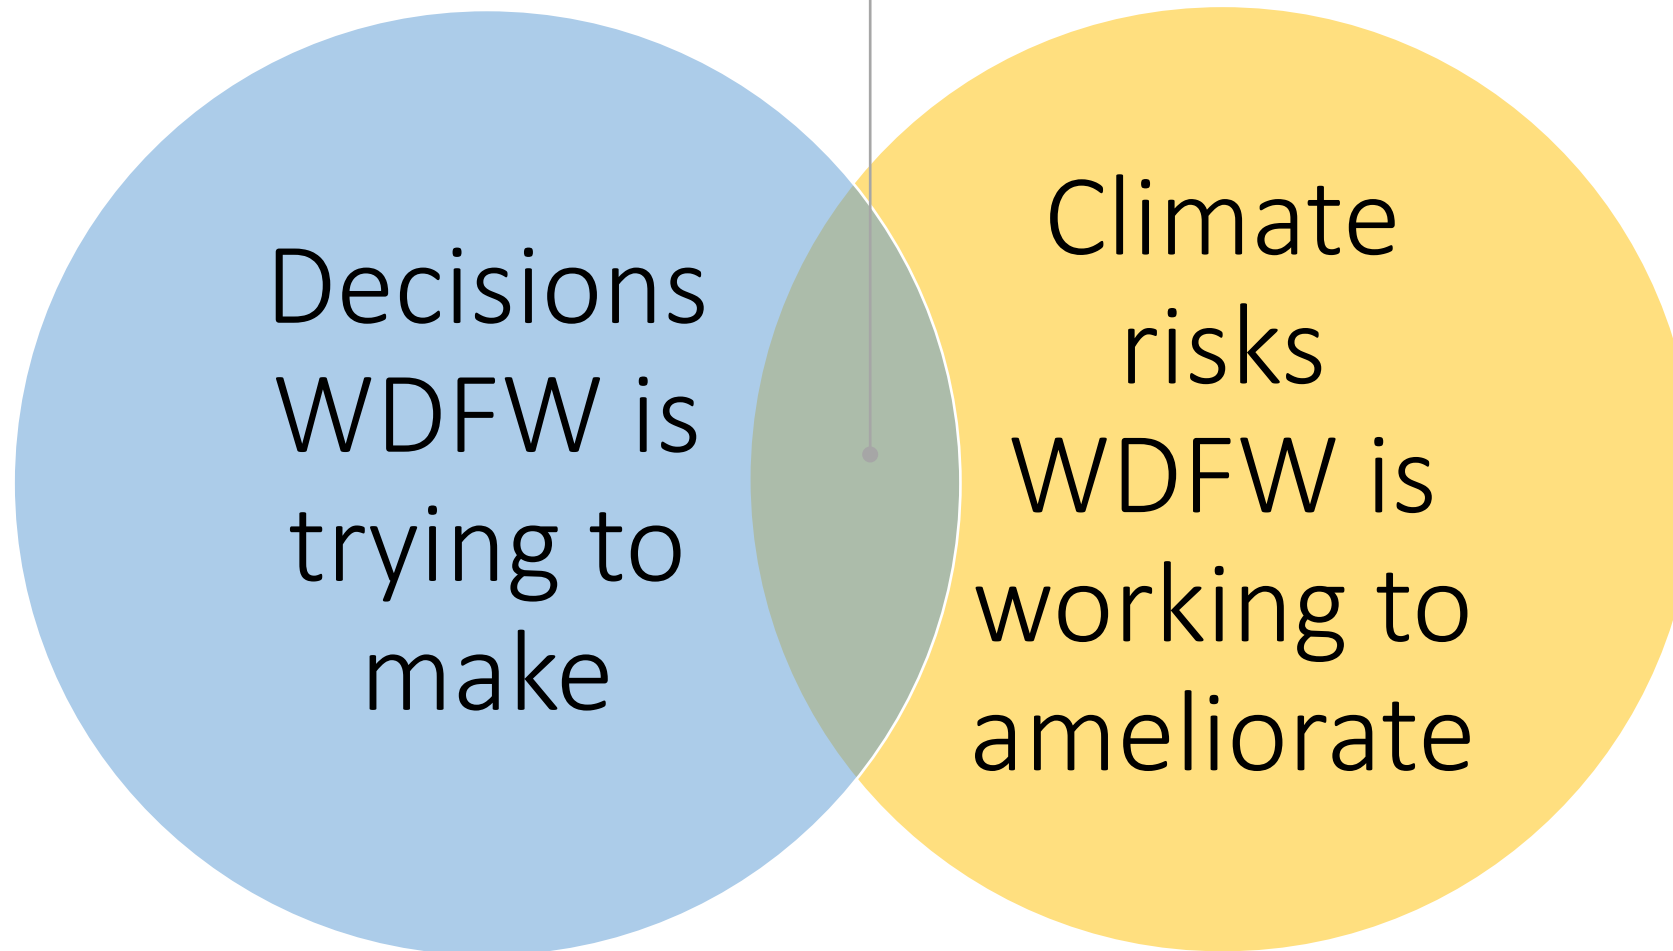 Decisions
WDFW is
trying to
make
Climate
risks
WDFW is
working to
ameliorate